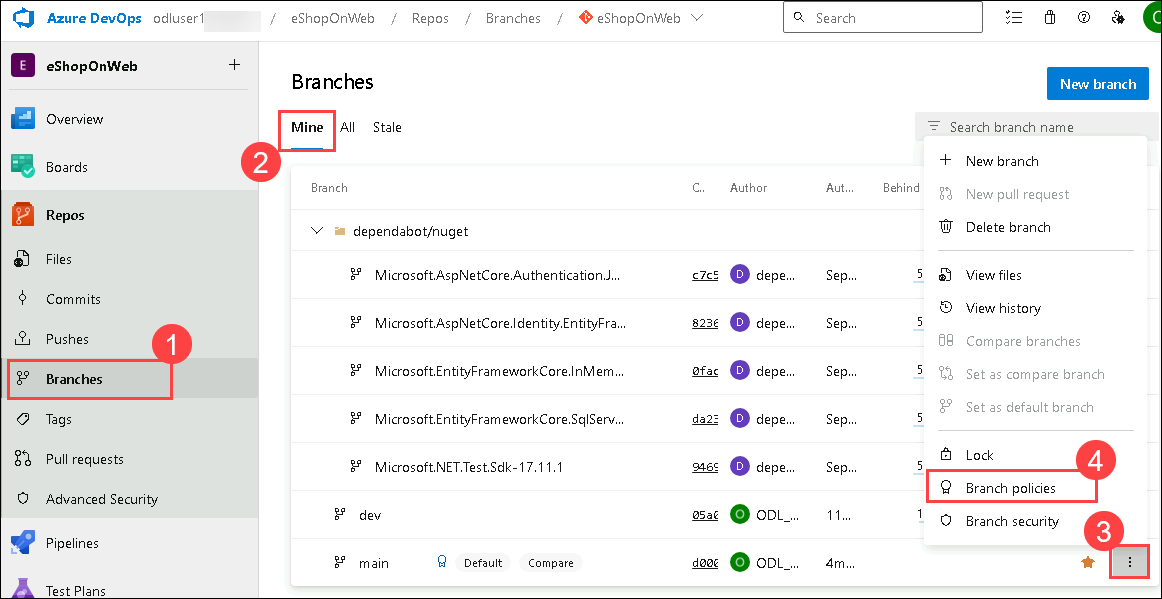 Azure DevOps odluser1 / eShopOnWeb / Repos / Branches / eShopOnWeb Search
E eShopOnWeb +
Overview
Boards
Repos
Files
Commits
Pushes
1
Branches
Tags
Pull requests
Advanced Security
Pipelines
Test Plans
Branches
New branch
Mine All Stale
2
Search branch name
Branch C.. Author Aut... Behind
dependabot/nuget
Microsoft.AspNetCore.Authentication.J... c7c5 D depe... Sep... 5
Microsoft.AspNetCore.Identity.EntityFra... 8236 D depe... Sep... 5
Microsoft.EntityFrameworkCore.InMem... 0fac D depe... Sep... 5
Microsoft.EntityFrameworkCore.SqlServ... da23 D depe... Sep... 5
Microsoft.NET.Test.Sdk-17.11.1 9469 D depe... Sep... 5
dev 05a0 O ODL_... 11... 1
main Default Compare d000 O ODL_... 4m...
New branch
New pull request
Delete branch
View files
View history
Compare branches
Set as compare branch
Set as default branch
Lock
4
Branch policies
Branch security
3